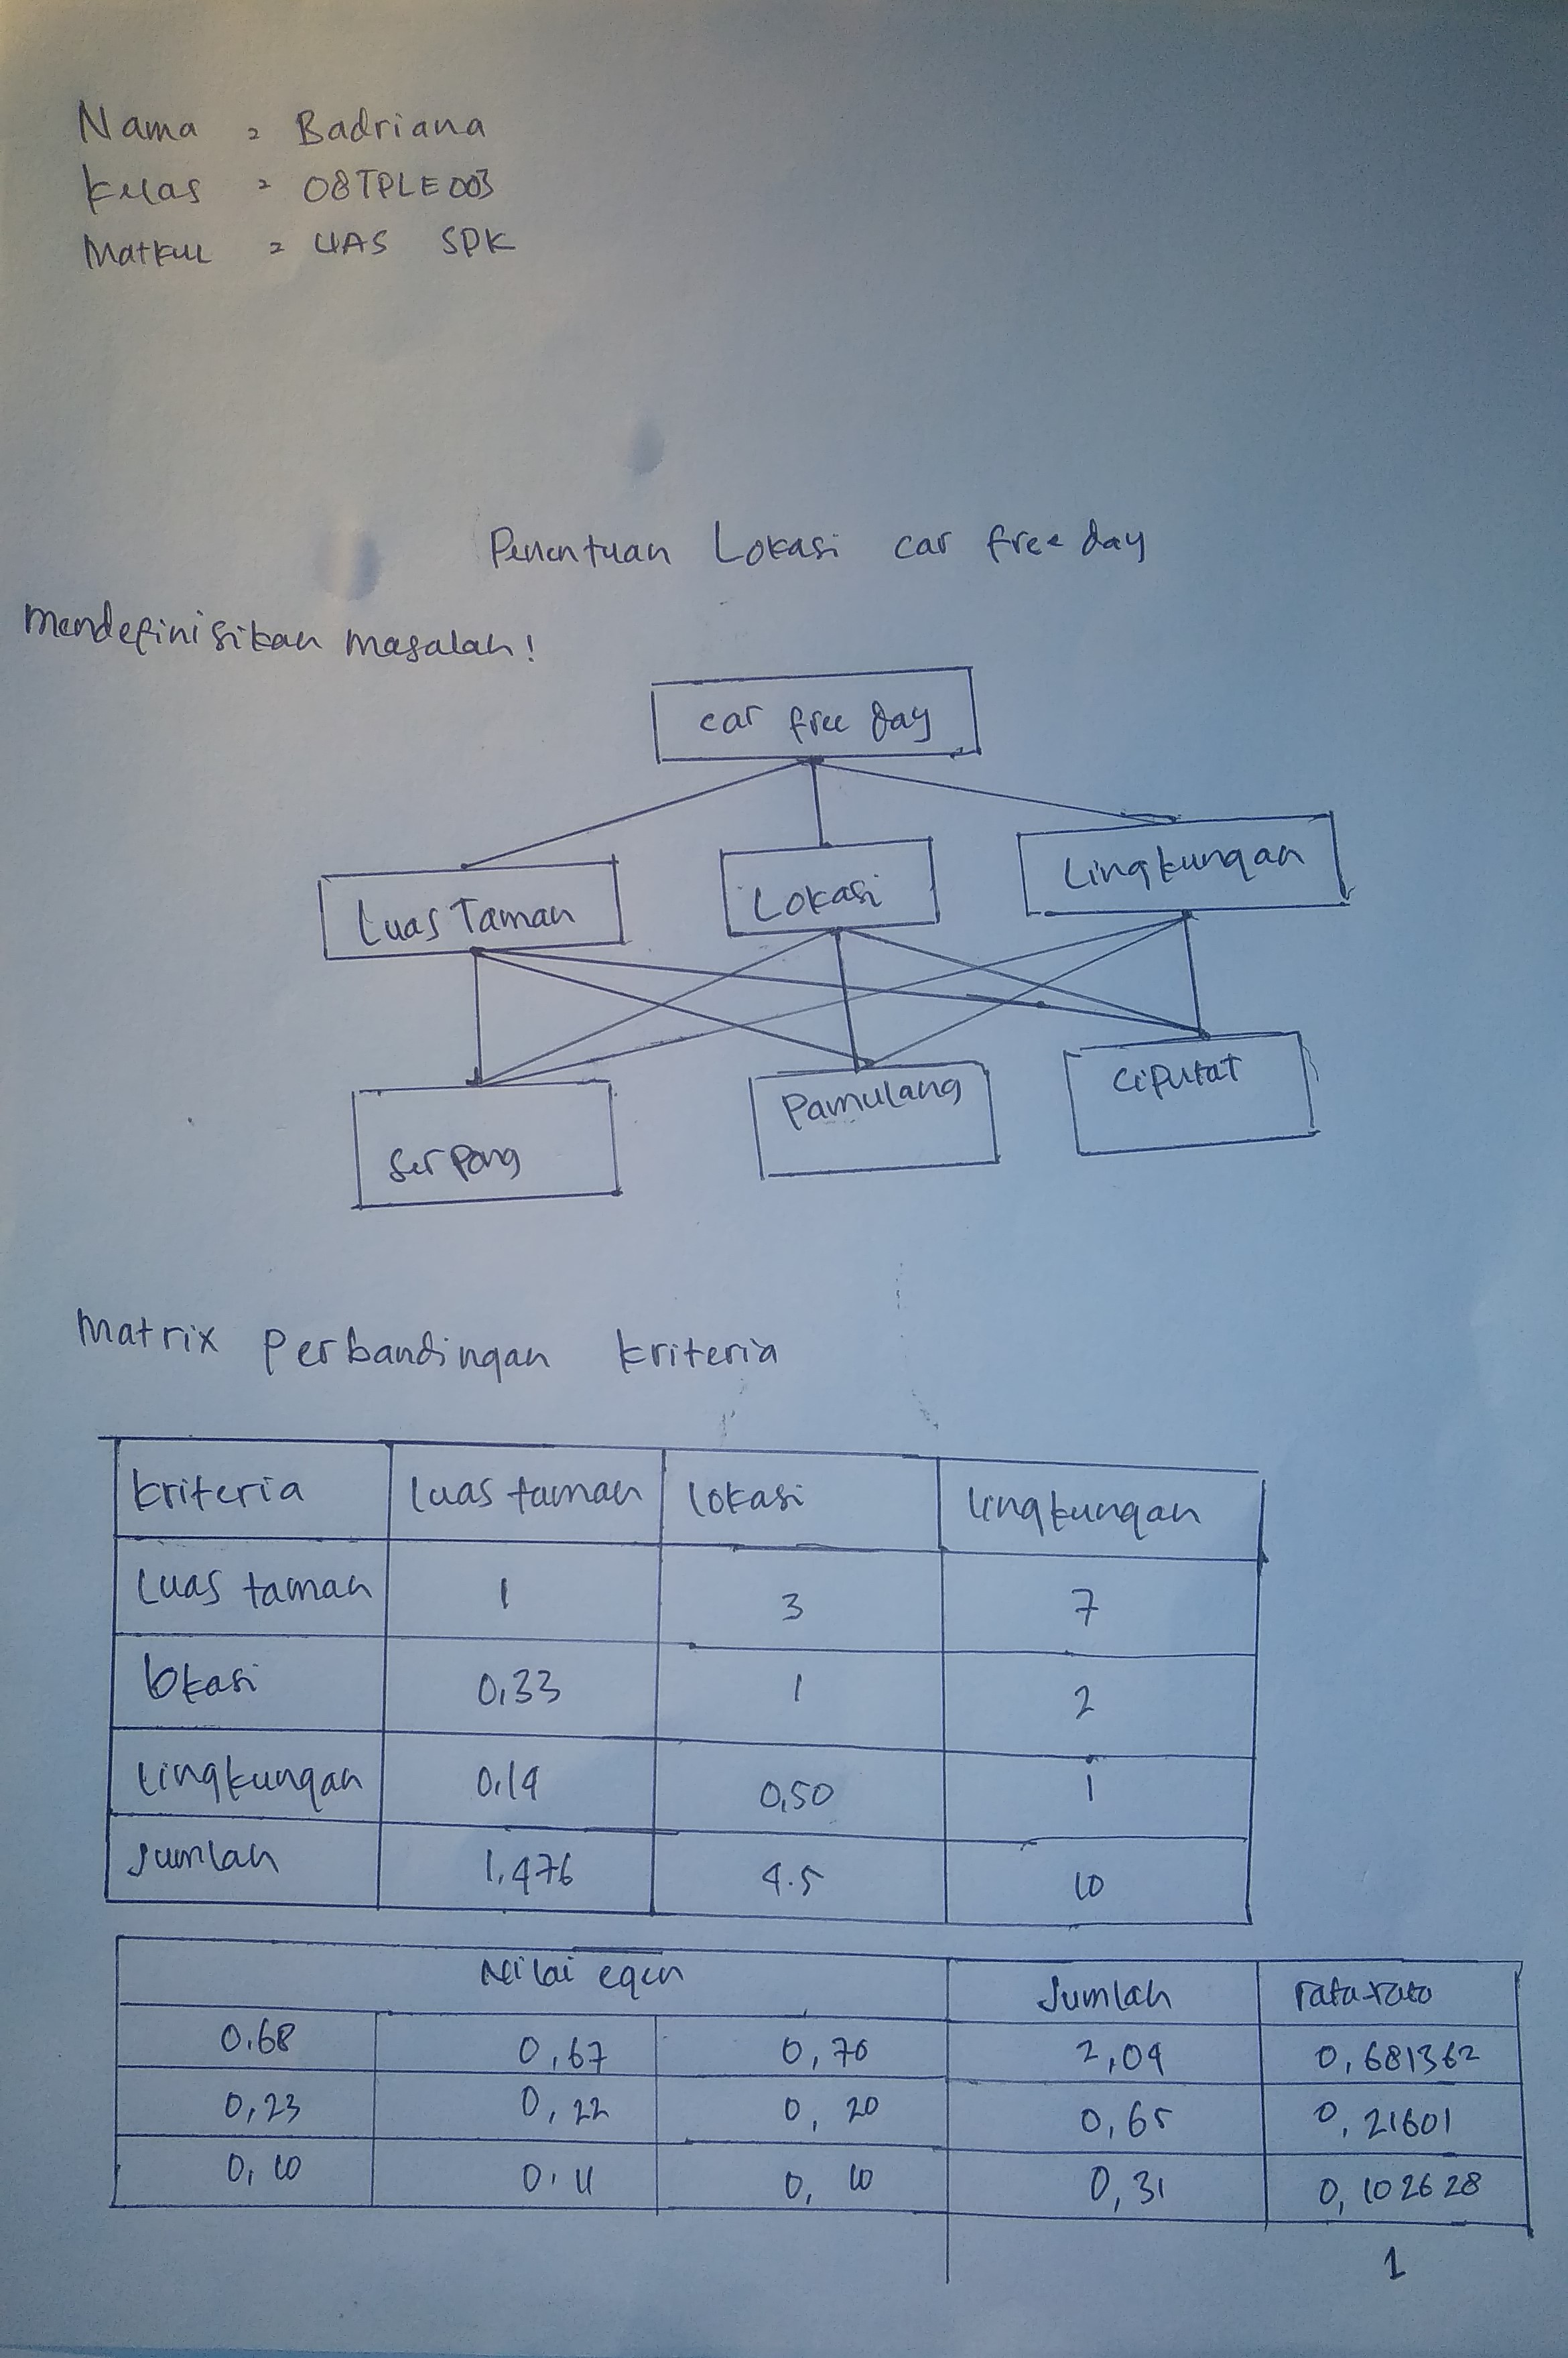 Nama = Badriana
Kelas = 08TPLE003
Matkul = UAS SPK
Penentuan Lokasi car free day
Mendefinisikan Masalah!
car free day
Luas Taman Lokasi Lingkungan
Serpong Pamulang Ciputat
Matrix Perbandingan kriteria
kriteria luas taman lokasi lingkungan
luas taman 1 3 7
lokasi 0,33 1 2
lingkungan 0,14 0,50 1
Jumlah 1,476 4.5 10
Nilai egen Jumlah rata-rata
0.68 0,67 0,70 2,04 0,681362
0,23 0,22 0,20 0,65 0,21601
0,10 0.11 0,10 0,31 0,102628
1